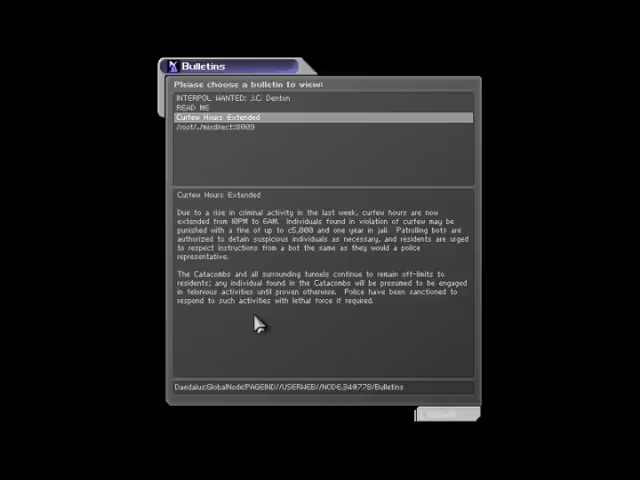 Bulletins
Please choose a bulletin to view:
INTERPOL WANTED: J.C. Denton
READ ME
Curfew Hours Extended
/root/./misdirect:8009
Curfew Hours Extended
Due to a rise in criminal activity in the last week, curfew hours are now
extended from 10PM to 6AM. Individuals found in violation of curfew may be
punished with a fine of up to c5,000 and one year in jail. Patrolling bots are
authorized to detain suspicious individuals as necessary, and residents are urged
to respect instructions from a bot the same as they would a police
representative.
The Catacombs and all surrounding tunnels continue to remain off-limits to
residents; any individual found in the Catacombs will be presumed to be engaged
in felonious activities until proven otherwise. Police have been sanctioned to
respond to such activities with lethal force if required.
Daedalus:GlobalNode:PAGEIND//USERWEB//NODE.340778/Bulletins